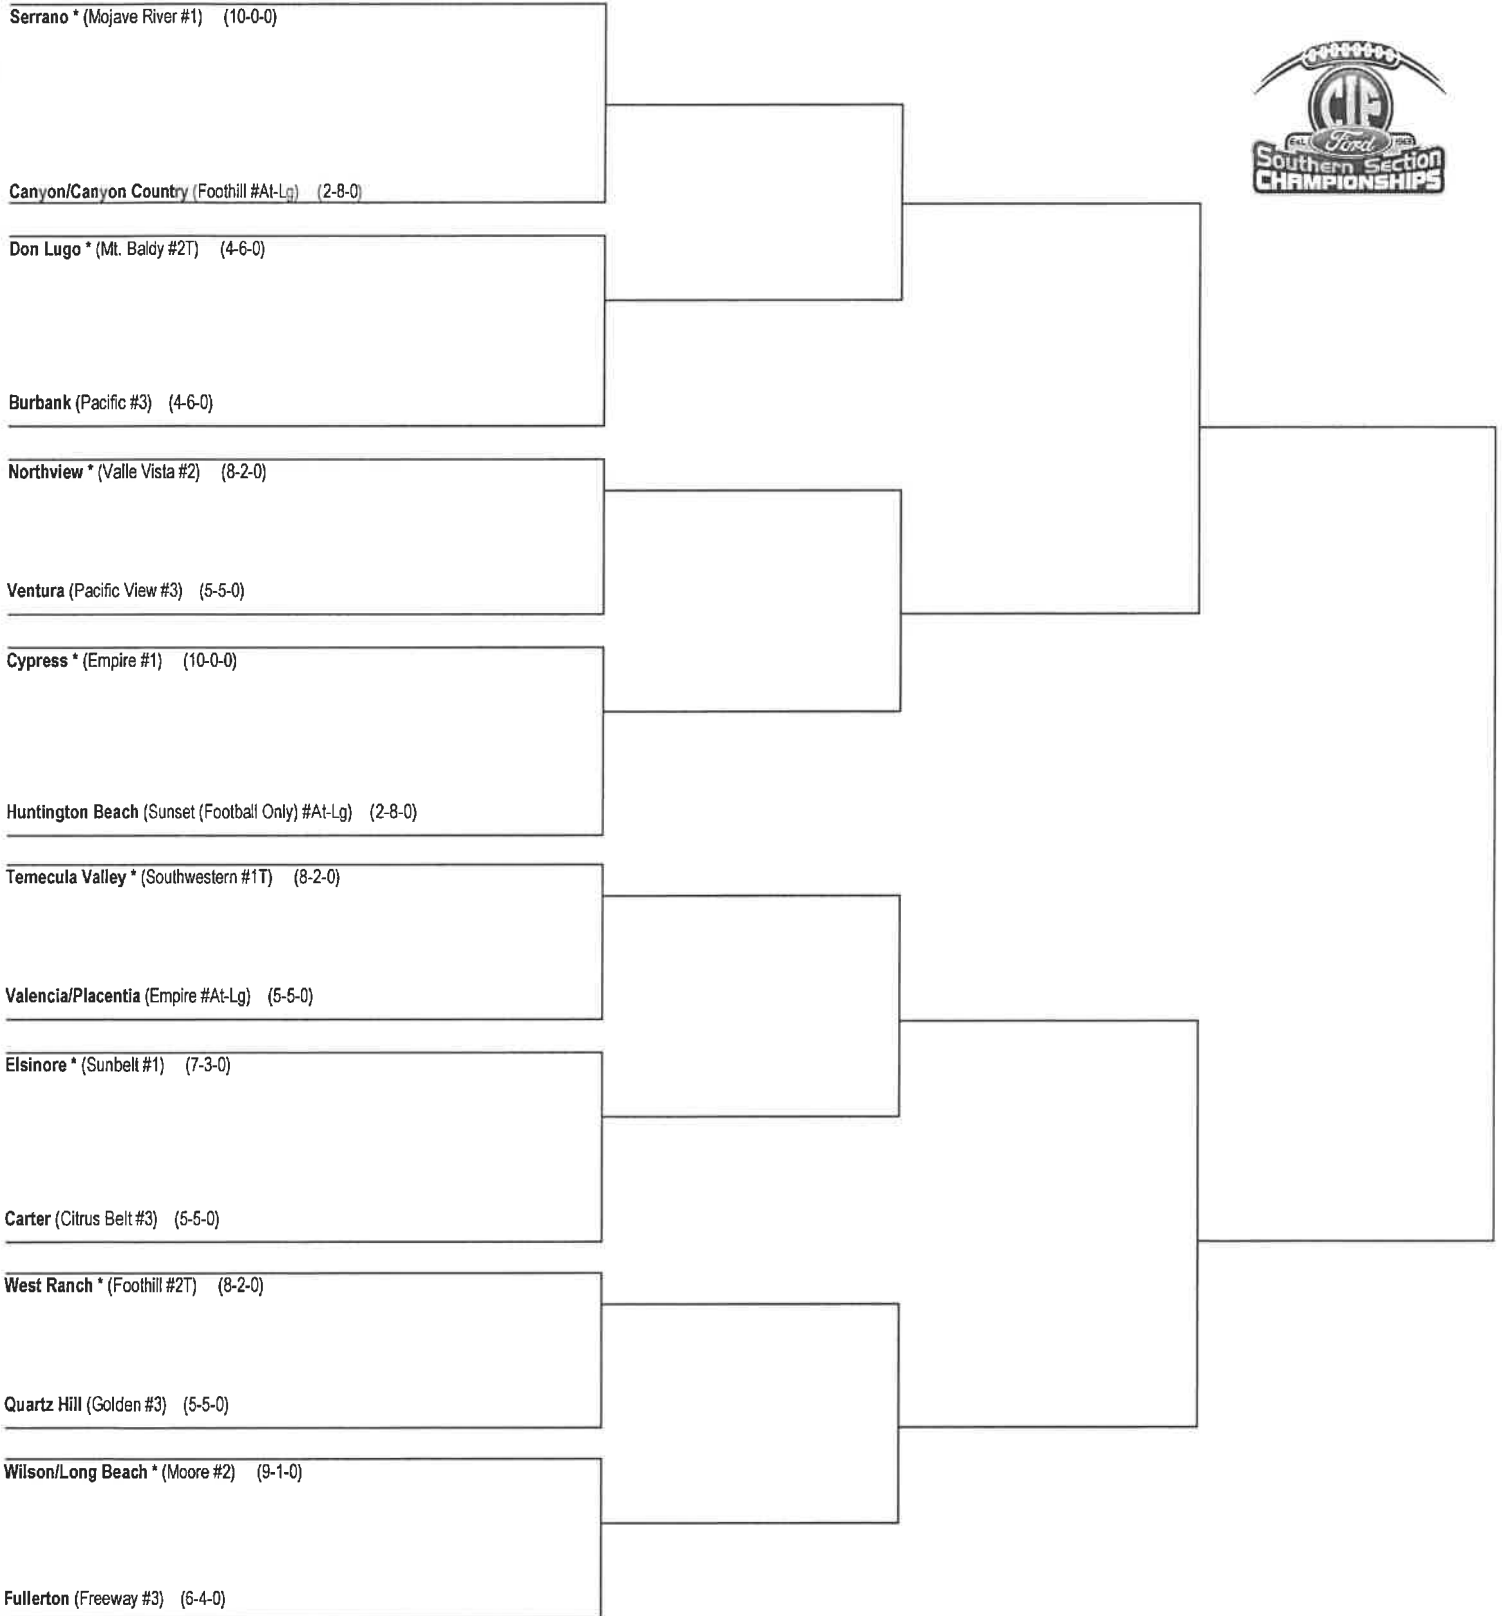 Serrano * (Mojave River #1) (10-0-0)
CIF
Ford
Southern Section
CHAMPIONSHIPS
Canyon/Canyon Country (Foothill #At-Lg) (2-8-0)
Don Lugo * (Mt. Baldy #2T) (4-6-0)
Burbank (Pacific #3) (4-6-0)
Northview * (Valle Vista #2) (8-2-0)
Ventura (Pacific View #3) (5-5-0)
Cypress * (Empire #1) (10-0-0)
Huntington Beach (Sunset (Football Only) #At-Lg) (2-8-0)
Temecula Valley * (Southwestern #1T) (8-2-0)
Valencia/Placentia (Empire #At-Lg) (5-5-0)
Elsinore * (Sunbelt #1) (7-3-0)
Carter (Citrus Belt #3) (5-5-0)
West Ranch * (Foothill #2T) (8-2-0)
Quartz Hill (Golden #3) (5-5-0)
Wilson/Long Beach * (Moore #2) (9-1-0)
Fullerton (Freeway #3) (6-4-0)